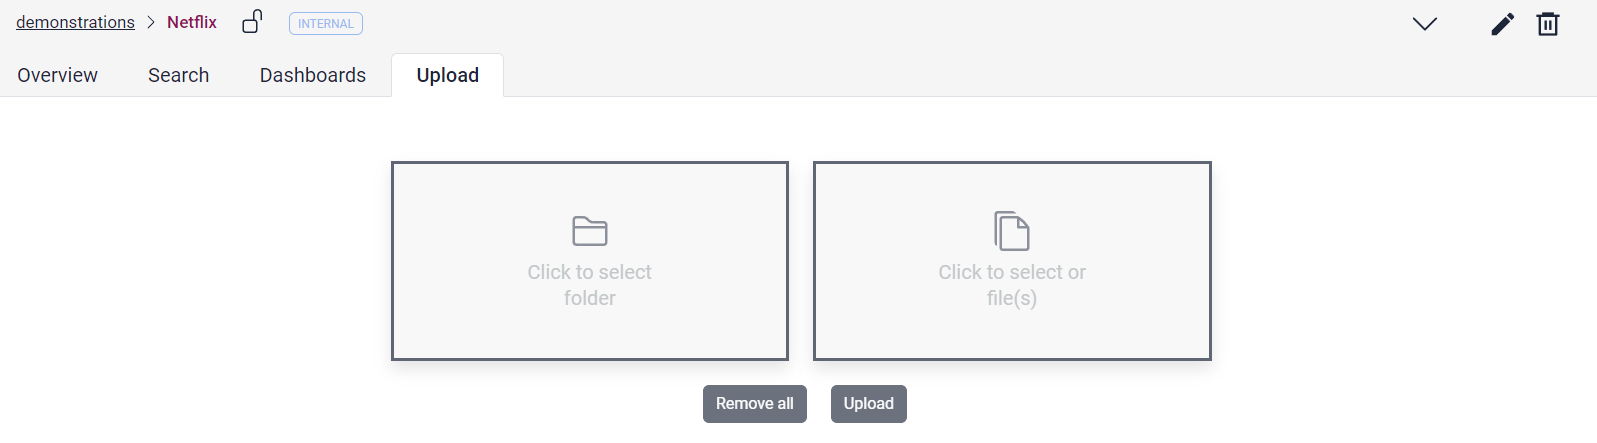 demonstrations > Netflix INTERNAL
Overview Search Dashboards Upload
Click to select
folder
Click to select or
file(s)
Remove all Upload